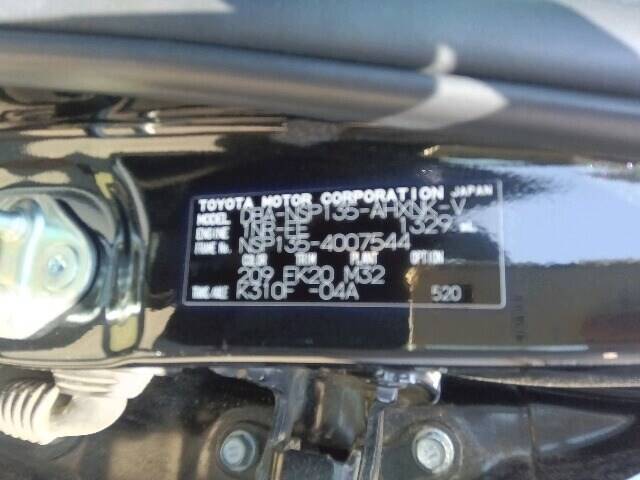 TOYOTA MOTOR CORPORATION JAPAN
MODEL DBA-NSP135-AHXNK-V
ENGINE 1NR-FE 1329 ML
FRAME No. NSP135-4007544
COLOR TRIM PLANT OPTION
209 FK20 M32
TRANS./AXLE K310F -04A 520